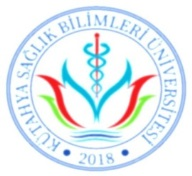 KÜTAHYA SAĞLIK BİLİMLERİ ÜNİVERSİTESİ
2018